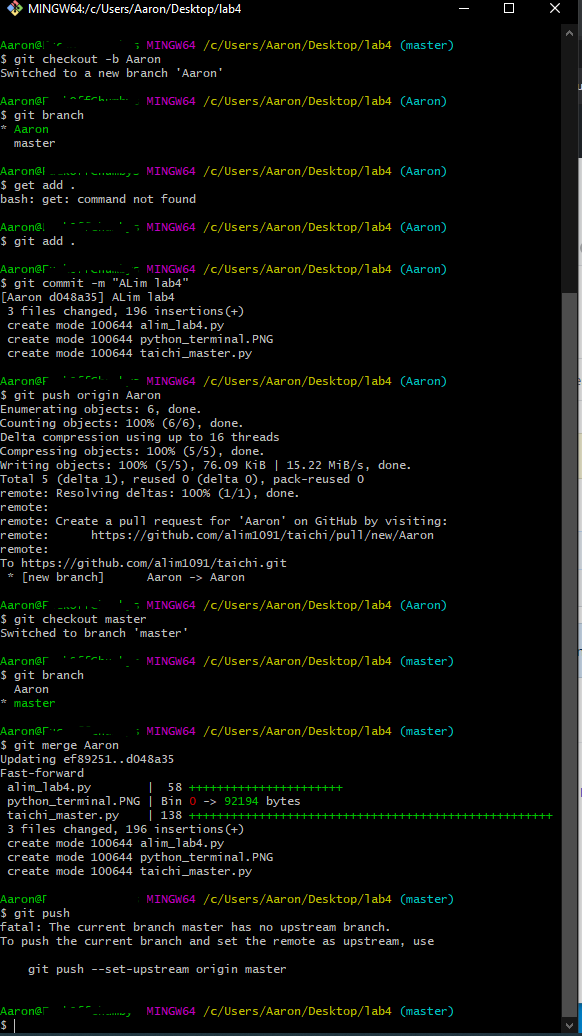 MINGW64:/c/Users/Aaron/Desktop/lab4
Aaron@ MINGW64 /c/Users/Aaron/Desktop/lab4 (master)
$ git checkout -b Aaron
Switched to a new branch 'Aaron'
Aaron@ MINGW64 /c/Users/Aaron/Desktop/lab4 (Aaron)
$ git branch
* Aaron
master
Aaron@ MINGW64 /c/Users/Aaron/Desktop/lab4 (Aaron)
$ get add .
bash: get: command not found
Aaron@ MINGW64 /c/Users/Aaron/Desktop/lab4 (Aaron)
$ git add .
Aaron@ MINGW64 /c/Users/Aaron/Desktop/lab4 (Aaron)
$ git commit -m "ALim lab4"
[Aaron d048a35] ALim lab4
3 files changed, 196 insertions(+)
create mode 100644 alim_lab4.py
create mode 100644 python_terminal.PNG
create mode 100644 taichi_master.py
Aaron@ MINGW64 /c/Users/Aaron/Desktop/lab4 (Aaron)
$ git push origin Aaron
Enumerating objects: 6, done.
Counting objects: 100% (6/6), done.
Delta compression using up to 16 threads
Compressing objects: 100% (5/5), done.
Writing objects: 100% (5/5), 76.09 KiB | 15.22 MiB/s, done.
Total 5 (delta 1), reused 0 (delta 0), pack-reused 0
remote: Resolving deltas: 100% (1/1), done.
remote:
remote: Create a pull request for 'Aaron' on GitHub by visiting:
remote:      https://github.com/alim1091/taichi/pull/new/Aaron
remote:
To https://github.com/alim1091/taichi.git
* [new branch]      Aaron -> Aaron
Aaron@ MINGW64 /c/Users/Aaron/Desktop/lab4 (Aaron)
$ git checkout master
Switched to branch 'master'
Aaron@ MINGW64 /c/Users/Aaron/Desktop/lab4 (master)
$ git branch
Aaron
* master
Aaron@ MINGW64 /c/Users/Aaron/Desktop/lab4 (master)
$ git merge Aaron
Updating ef89251..d048a35
Fast-forward
alim_lab4.py        |  58 ++++++++++++++++++++++
python_terminal.PNG | Bin 0 -> 92194 bytes
taichi_master.py    | 138 ++++++++++++++++++++++++++++++++++++++++++++++++++++
3 files changed, 196 insertions(+)
create mode 100644 alim_lab4.py
create mode 100644 python_terminal.PNG
create mode 100644 taichi_master.py
Aaron@ MINGW64 /c/Users/Aaron/Desktop/lab4 (master)
$ git push
fatal: The current branch master has no upstream branch.
To push the current branch and set the remote as upstream, use
git push --set-upstream origin master
Aaron@ MINGW64 /c/Users/Aaron/Desktop/lab4 (master)
$